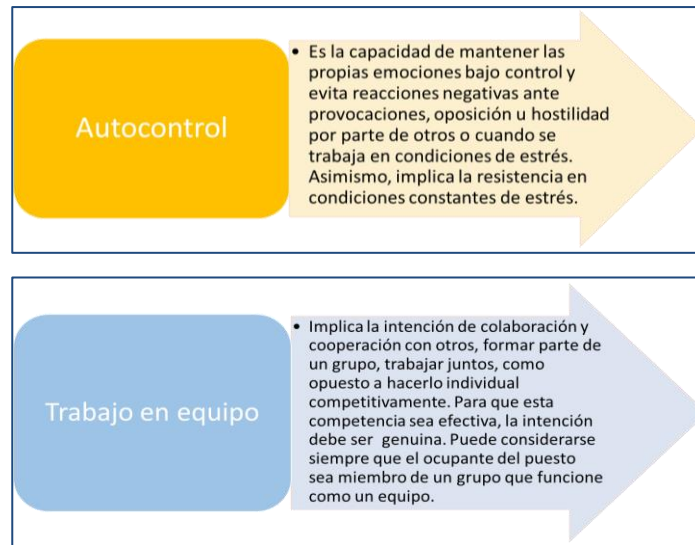 Autocontrol
• Es la capacidad de mantener las
propias emociones bajo control y
evita reacciones negativas ante
provocaciones, oposición u hostilidad
por parte de otros o cuando se
trabaja en condiciones de estrés.
Asimismo, implica la resistencia en
condiciones constantes de estrés.
Trabajo en equipo
• Implica la intención de colaboración y
cooperación con otros, formar parte de
un grupo, trabajar juntos, como
opuesto a hacerlo individual
competitivamente. Para que esta
competencia sea efectiva, la intención
debe ser genuina. Puede considerarse
siempre que el ocupante del puesto
sea miembro de un grupo que funcione
como un equipo.